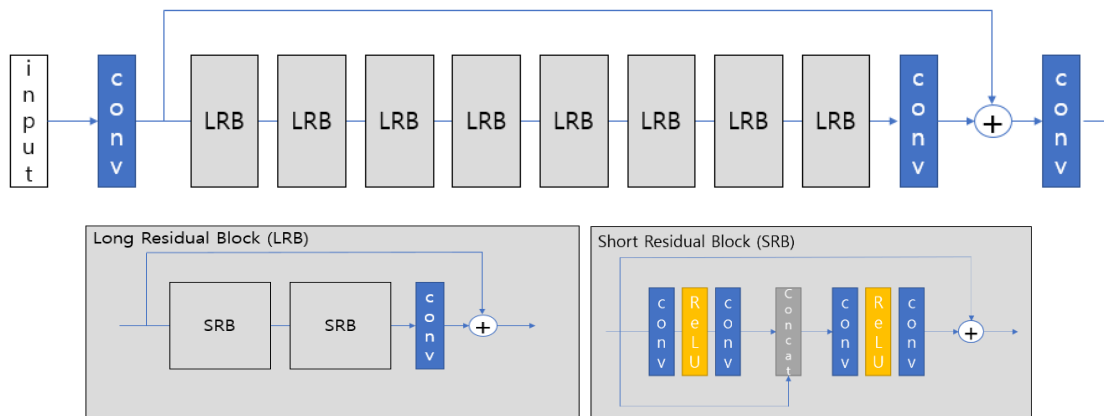 input
conv
LRB
LRB
LRB
LRB
LRB
LRB
LRB
LRB
conv
+
conv
Long Residual Block (LRB)
SRB
SRB
conv
+
Short Residual Block (SRB)
conv
ReLU
conv
Concat
conv
ReLU
conv
+